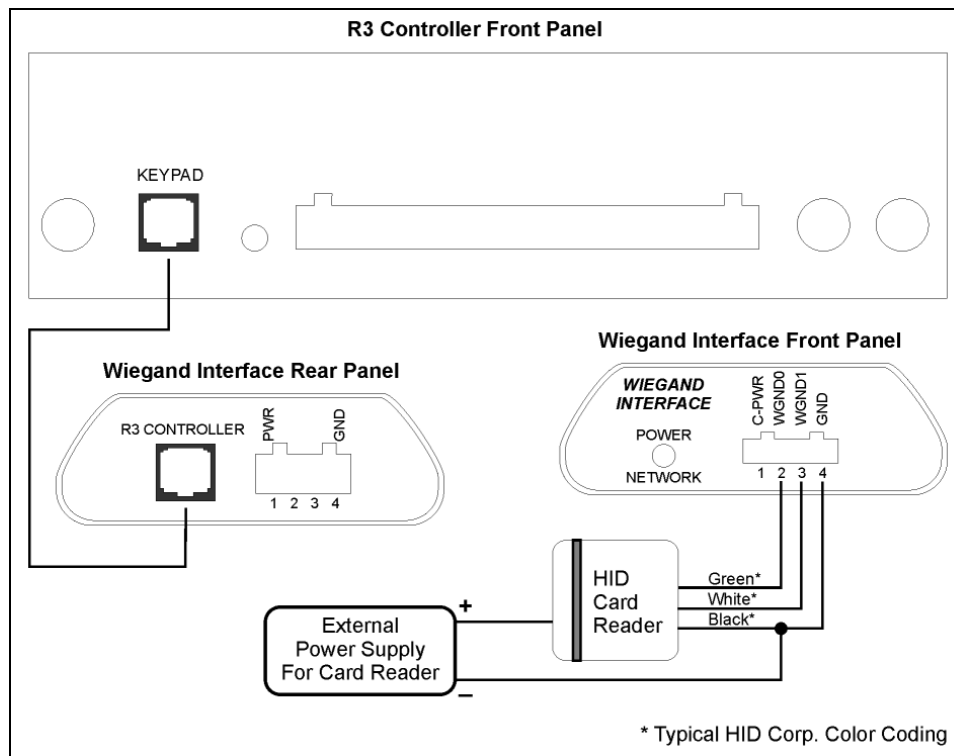 R3 Controller Front Panel
KEYPAD
Wiegand Interface Rear Panel
R3 CONTROLLER
PWR
GND
1 2 3 4
Wiegand Interface Front Panel
WIEGAND
INTERFACE
POWER
NETWORK
C-PWR
WGND0
WGND1
GND
1 2 3 4
HID
Card
Reader
Green*
White*
Black*
+
External
Power Supply
For Card Reader
–
* Typical HID Corp. Color Coding